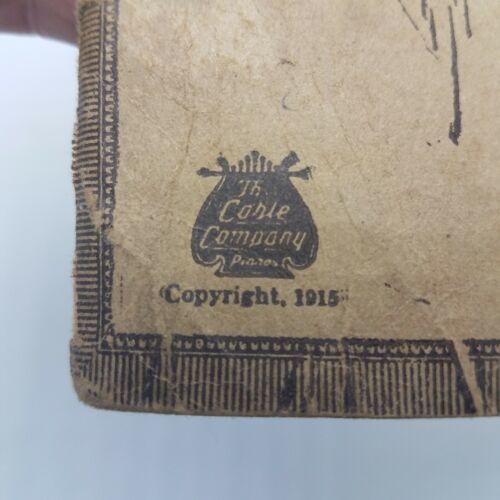 The
Cable
Company
Pianos
Copyright, 1915